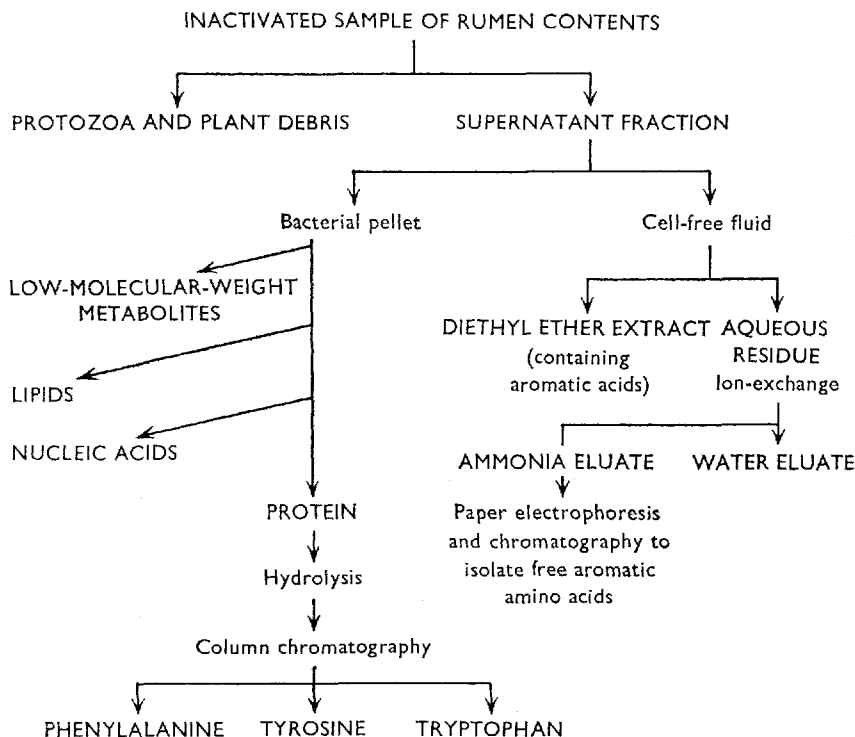 INACTIVATED SAMPLE OF RUMEN CONTENTS
PROTOZOA AND PLANT DEBRIS
SUPERNATANT FRACTION
Bacterial pellet
Cell-free fluid
LOW-MOLECULAR-WEIGHT
METABOLITES
LIPIDS
NUCLEIC ACIDS
PROTEIN
Hydrolysis
Column chromatography
PHENYLALANINE
TYROSINE
TRYPTOPHAN
DIETHYL ETHER EXTRACT
(containing
aromatic acids)
AQUEOUS
RESIDUE
Ion-exchange
AMMONIA ELUATE
WATER ELUATE
Paper electrophoresis
and chromatography to
isolate free aromatic
amino acids